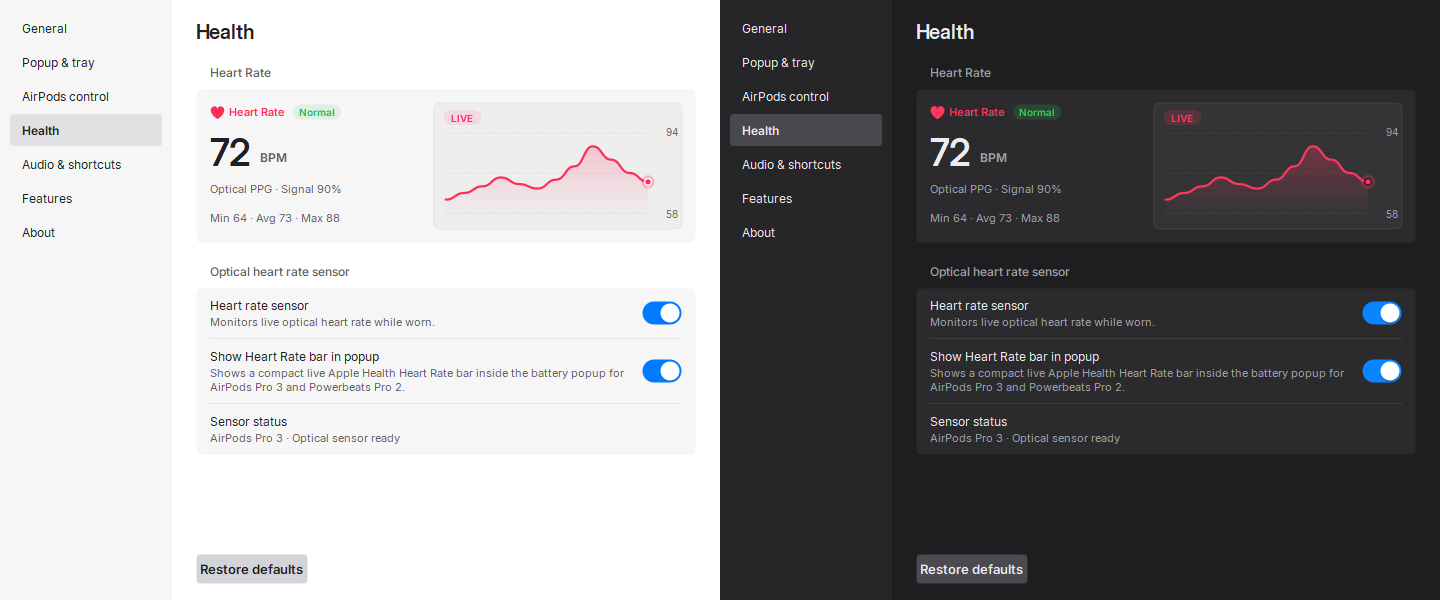 General
Popup & tray
AirPods control
Health
Audio & shortcuts
Features
About
Health
Heart Rate
Heart Rate Normal
72 BPM
Optical PPG · Signal 90%
Min 64 · Avg 73 · Max 88
LIVE
94
58
Optical heart rate sensor
Heart rate sensor
Monitors live optical heart rate while worn.
Show Heart Rate bar in popup
Shows a compact live Apple Health Heart Rate bar inside the battery popup for
AirPods Pro 3 and Powerbeats Pro 2.
Sensor status
AirPods Pro 3 · Optical sensor ready
Restore defaults
General
Popup & tray
AirPods control
Health
Audio & shortcuts
Features
About
Health
Heart Rate
Heart Rate Normal
72 BPM
Optical PPG · Signal 90%
Min 64 · Avg 73 · Max 88
LIVE
94
58
Optical heart rate sensor
Heart rate sensor
Monitors live optical heart rate while worn.
Show Heart Rate bar in popup
Shows a compact live Apple Health Heart Rate bar inside the battery popup for
AirPods Pro 3 and Powerbeats Pro 2.
Sensor status
AirPods Pro 3 · Optical sensor ready
Restore defaults